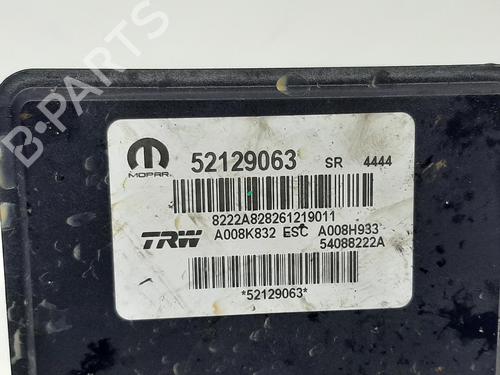 B-PARTS
MOPAR
52129063 SR 4444
8222A828261219011
TRW A008K832 ESC A008H933
54088222A
*52129063*